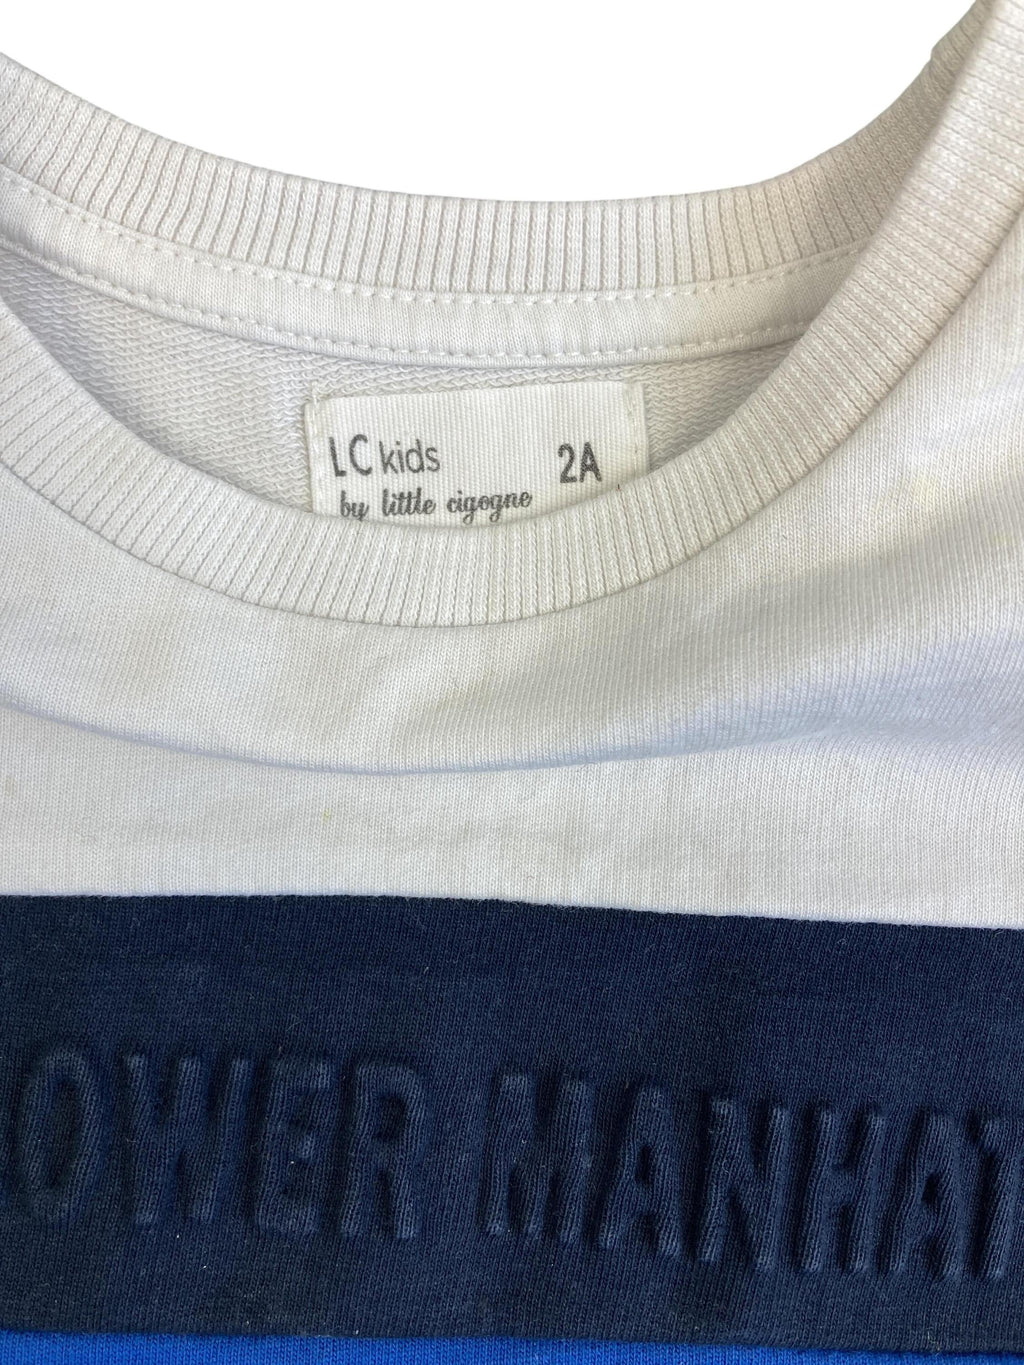 LC kids 2A
by little cigogne
OWER MANHAT